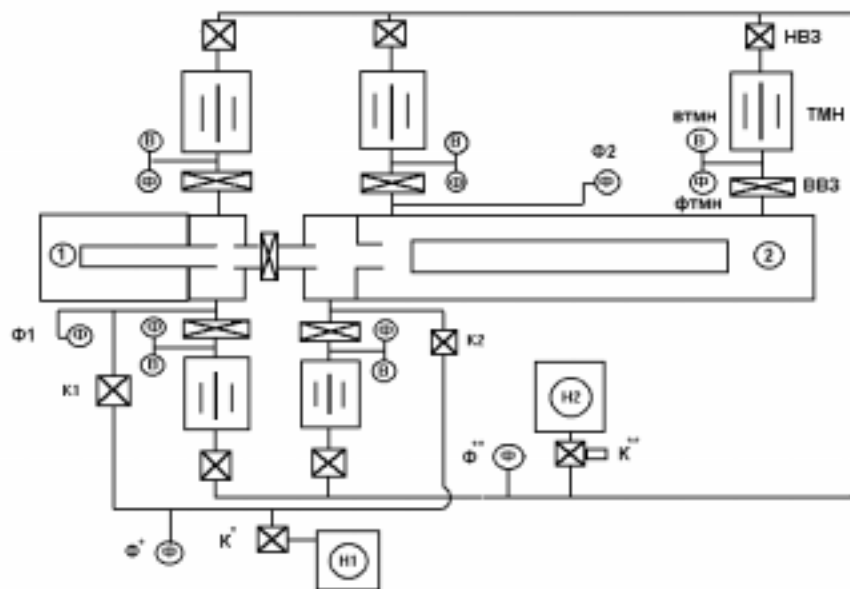 НВЗ
ТМН
втмн
В
В
В
Ф2
Ф
Ф
Ф
Ф
фтмн
ВВЗ
1
2
Ф1
Ф
Ф
В
Ф
В
К2
К1
Н2
Ф**
Ф
К**
Ф*
Ф
К*
Н1